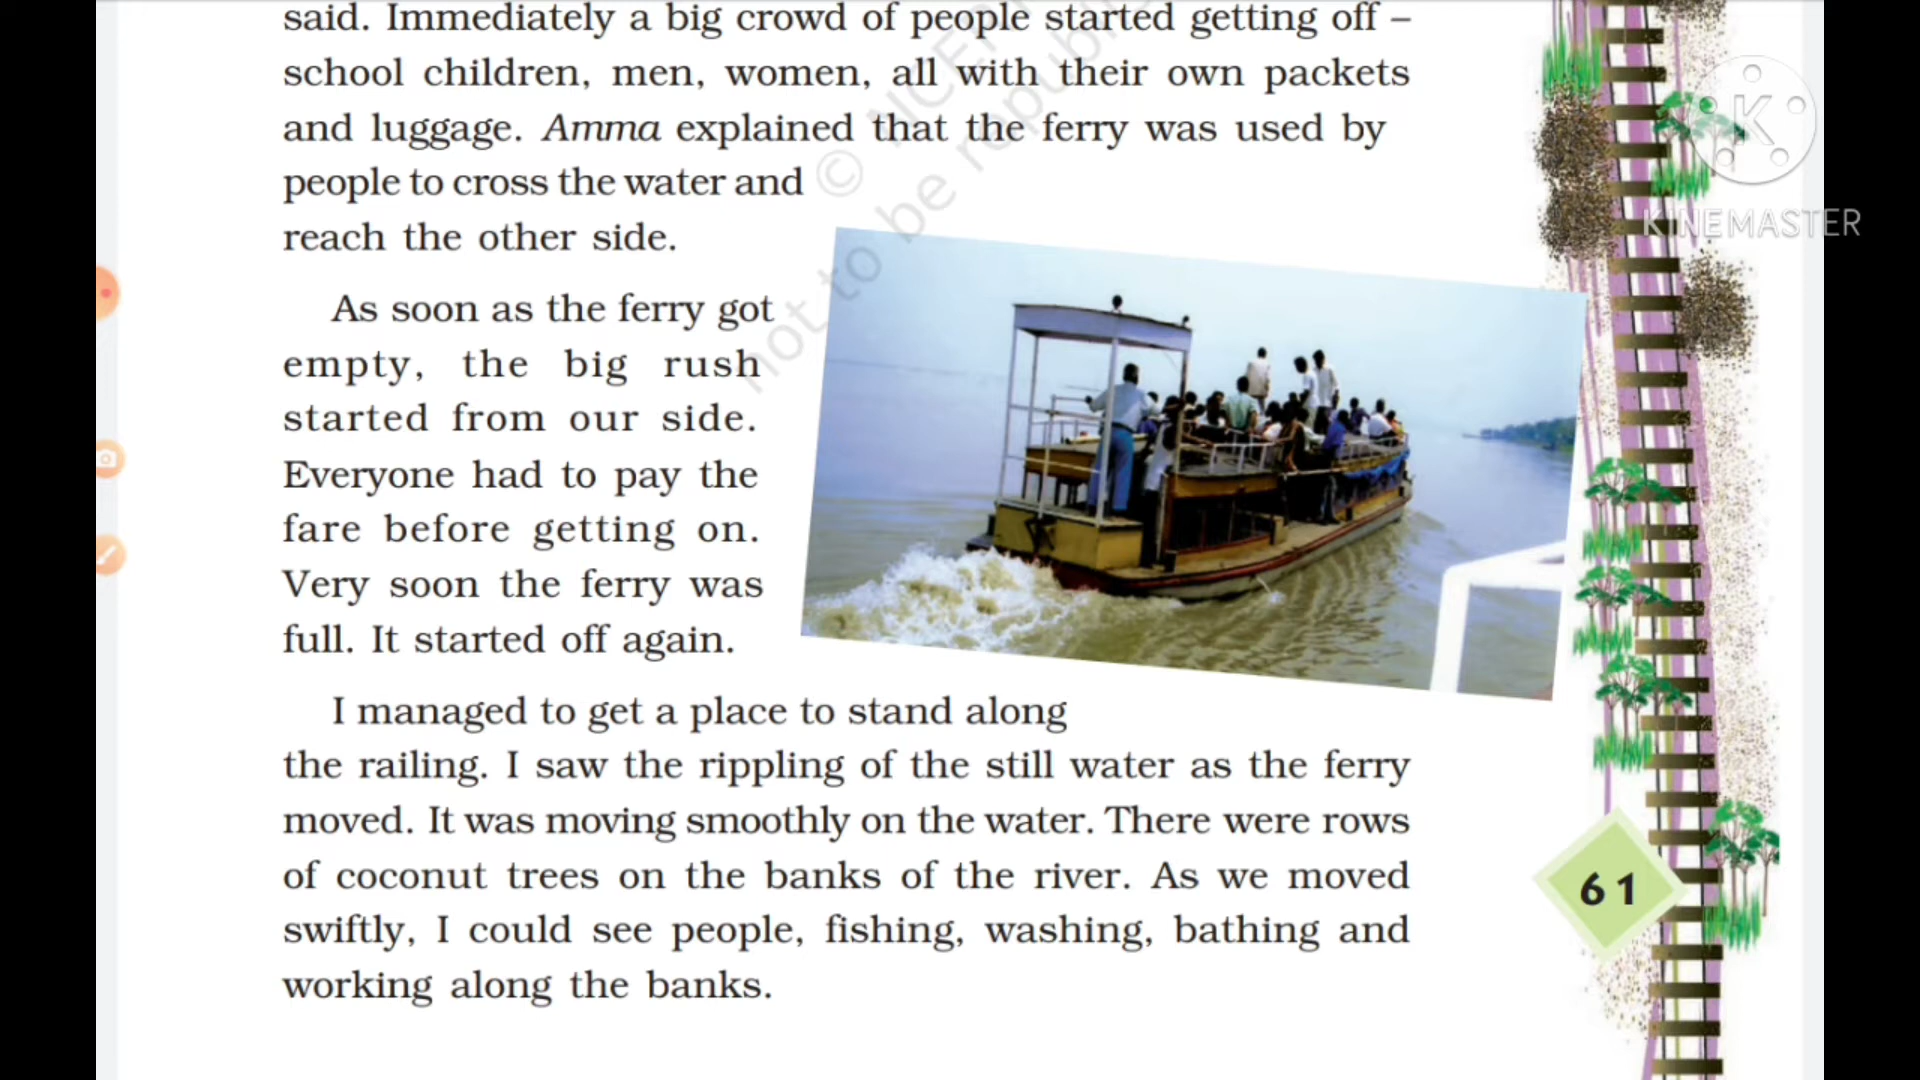 said. Immediately a big crowd of people started getting off –
school children, men, women, all with their own packets
and luggage. Amma explained that the ferry was used by
people to cross the water and
reach the other side.
As soon as the ferry got
empty, the big rush
started from our side.
Everyone had to pay the
fare before getting on.
Very soon the ferry was
full. It started off again.
I managed to get a place to stand along
the railing. I saw the rippling of the still water as the ferry
moved. It was moving smoothly on the water. There were rows
of coconut trees on the banks of the river. As we moved
swiftly, I could see people, fishing, washing, bathing and
working along the banks.
61
K
KINEMASTER
©
not to be